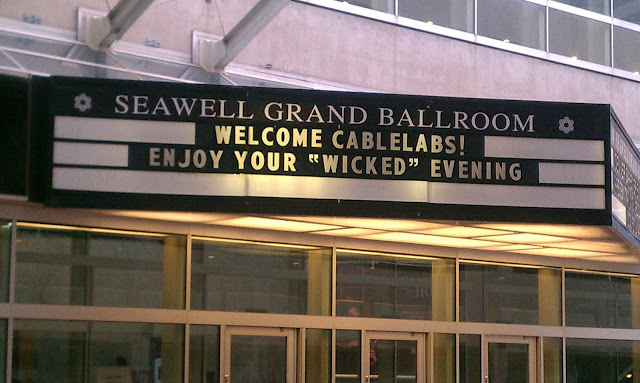 SEAWELL GRAND BALLROOM
WELCOME CABLELABS!
ENJOY YOUR "WICKED" EVENING